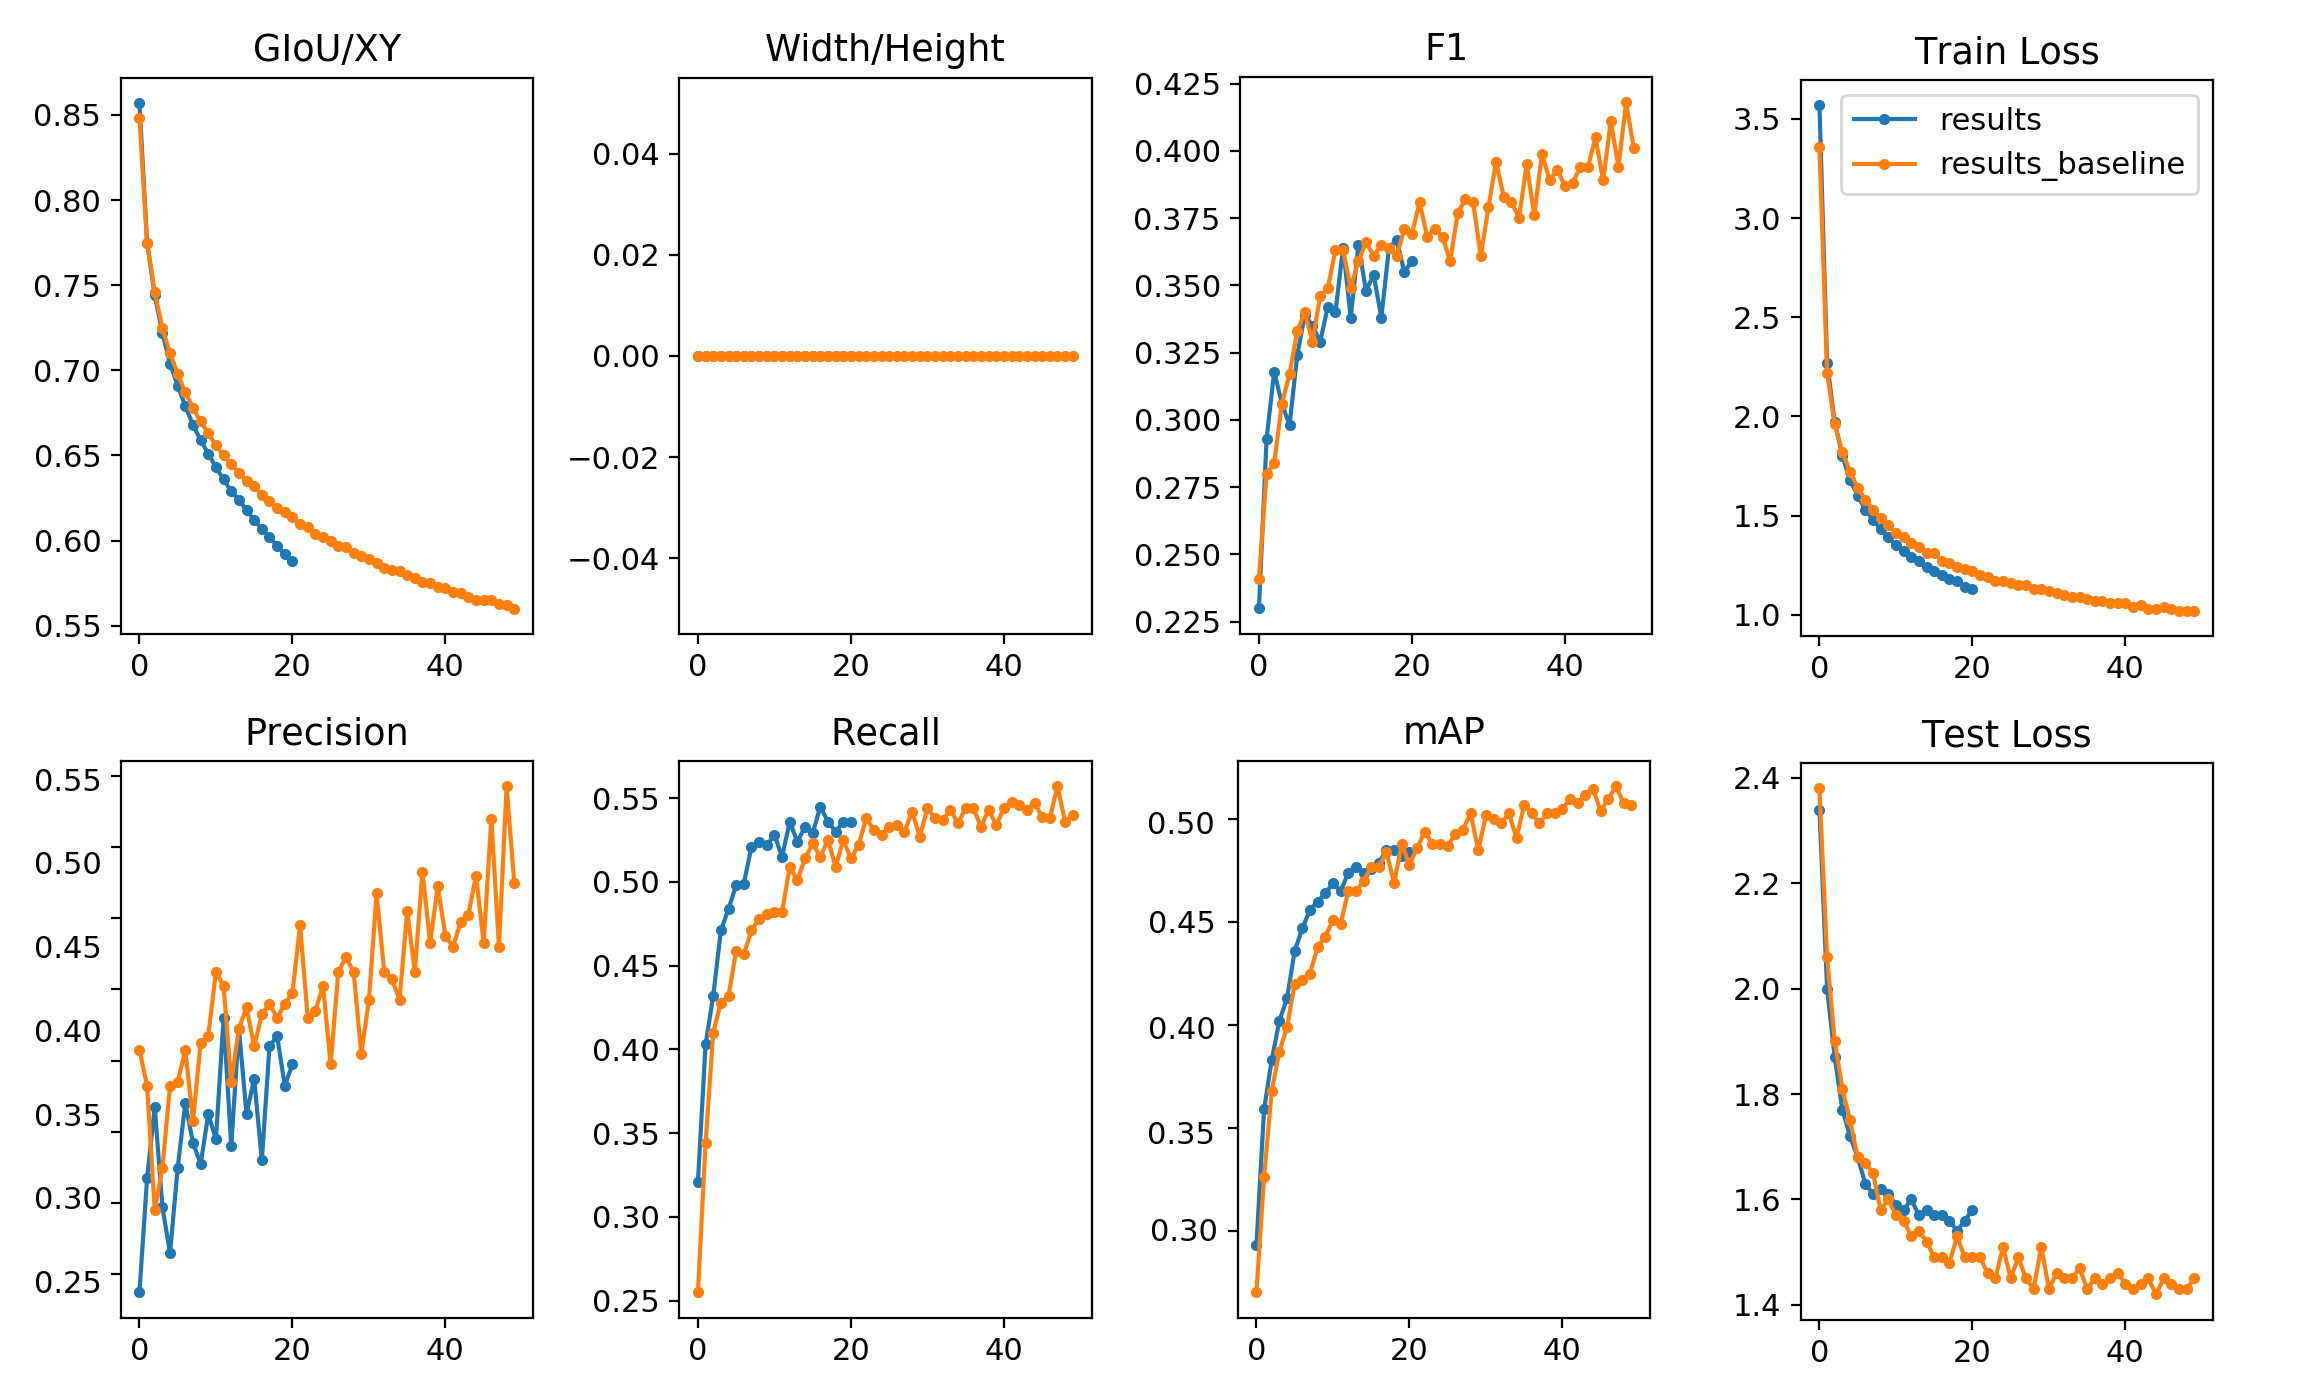 GIoU/XY
0.85
0.80
0.75
0.70
0.65
0.60
0.55
0 20 40
Width/Height
0.04
0.02
0.00
−0.02
−0.04
0 20 40
F1
0.425
0.400
0.375
0.350
0.325
0.300
0.275
0.250
0.225
0 20 40
Train Loss
results
results_baseline
3.5
3.0
2.5
2.0
1.5
1.0
0 20 40
Precision
0.55
0.50
0.45
0.40
0.35
0.30
0.25
0 20 40
Recall
0.55
0.50
0.45
0.40
0.35
0.30
0.25
0 20 40
mAP
0.50
0.45
0.40
0.35
0.30
0 20 40
Test Loss
2.4
2.2
2.0
1.8
1.6
1.4
0 20 40